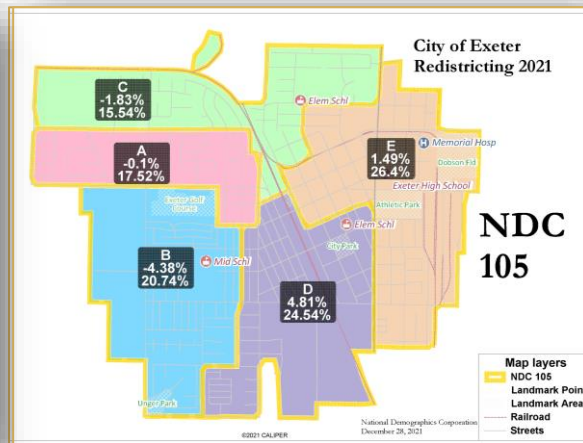 City of Exeter
Redistricting 2021
C
-1.83%
15.54%
Elem Schl
A
-0.1%
17.52%
E
1.49%
26.4%
Memorial Hosp
Dobson Fld
Exeter High School
Athletic Park
Exeter Golf
Course
Elem Schl
City Park
NDC
105
B
-4.38%
20.74%
Mid Schl
D
4.81%
24.54%
Unger Park
Map layers
NDC 105
Landmark Poin
Landmark Area
Railroad
Streets
National Demographics Corporation
December 28, 2021
©2021 CALIPER